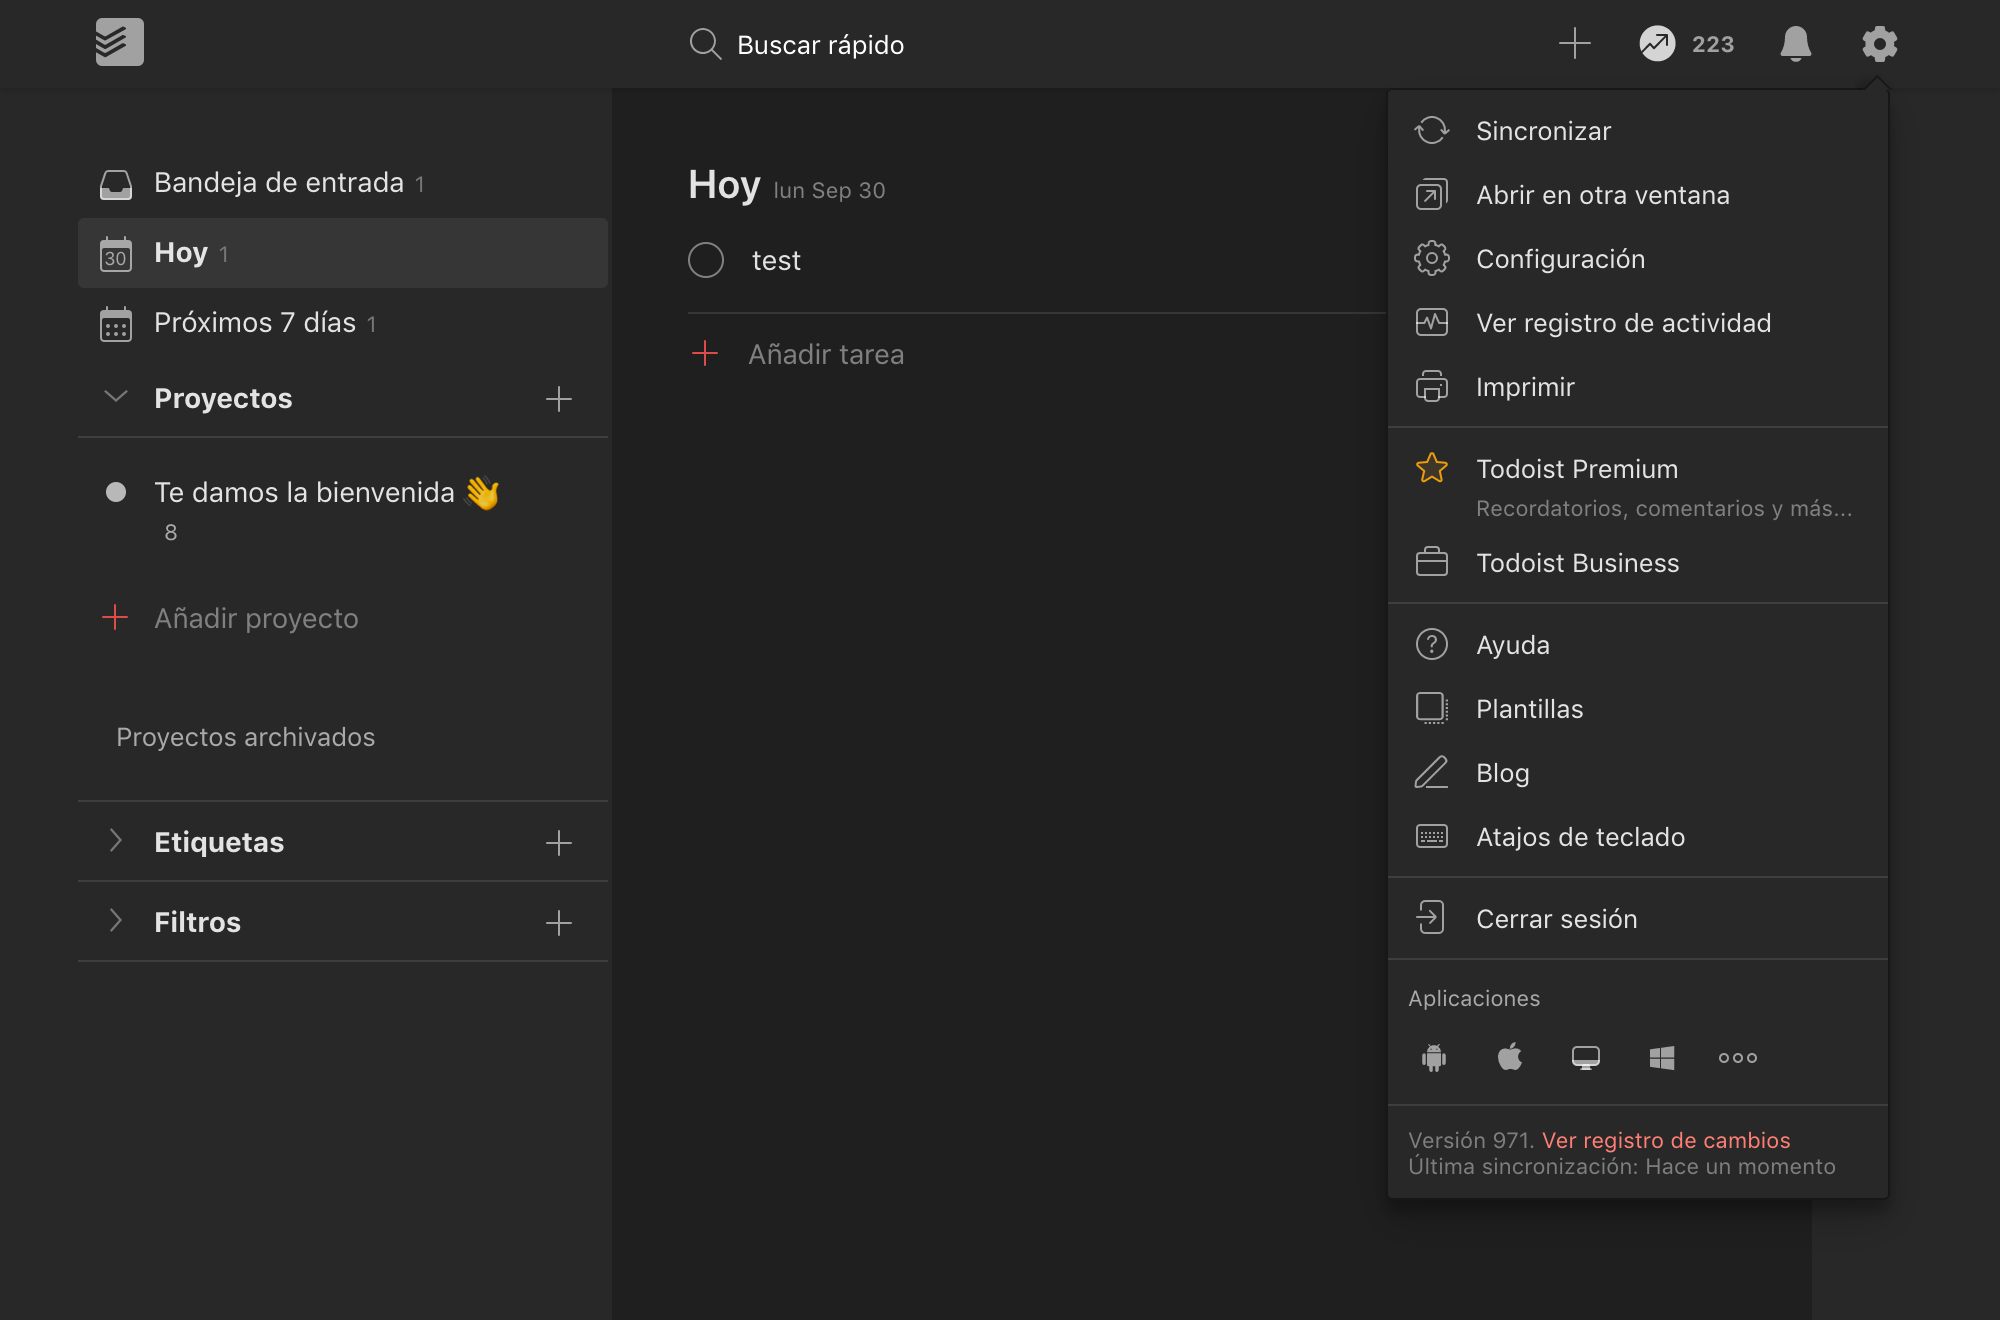 Buscar rápido
223
Bandeja de entrada 1
30 Hoy 1
Próximos 7 días 1
Proyectos
Te damos la bienvenida 👋
8
Añadir proyecto
Proyectos archivados
Etiquetas
Filtros
Hoy lun Sep 30
test
Añadir tarea
Sincronizar
Abrir en otra ventana
Configuración
Ver registro de actividad
Imprimir
Todoist Premium
Recordatorios, comentarios y más...
Todoist Business
Ayuda
Plantillas
Blog
Atajos de teclado
Cerrar sesión
Aplicaciones
Versión 971. Ver registro de cambios
Última sincronización: Hace un momento